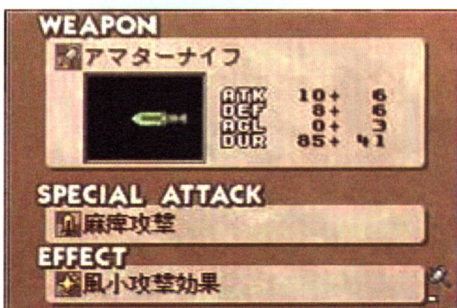 WEAPON
アマターナイフ
ATK 10+ 6
DEF 8+ 6
AGL 0+ 3
DUR 85+ 41
SPECIAL ATTACK
麻痺攻撃
EFFECT
風小攻撃効果